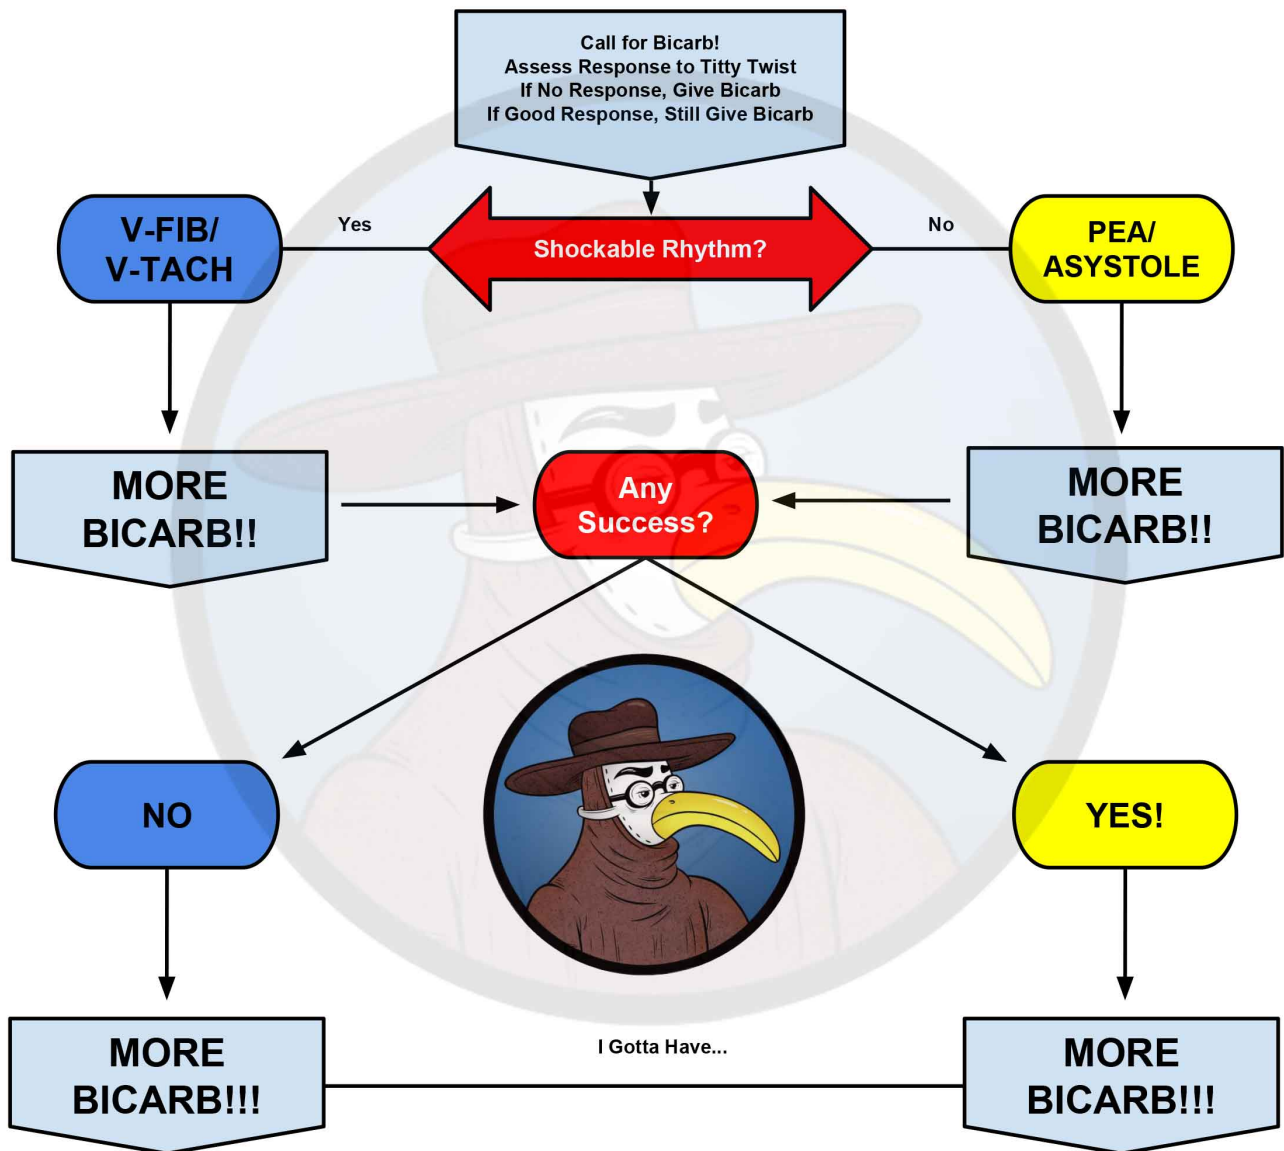 Call for Bicarb!
Assess Response to Titty Twist
If No Response, Give Bicarb
If Good Response, Still Give Bicarb
V-FIB/
V-TACH
Yes
Shockable Rhythm?
No
PEA/
ASYSTOLE
MORE
BICARB!!
Any
Success?
MORE
BICARB!!
NO
YES!
MORE
BICARB!!!
I Gotta Have...
MORE
BICARB!!!